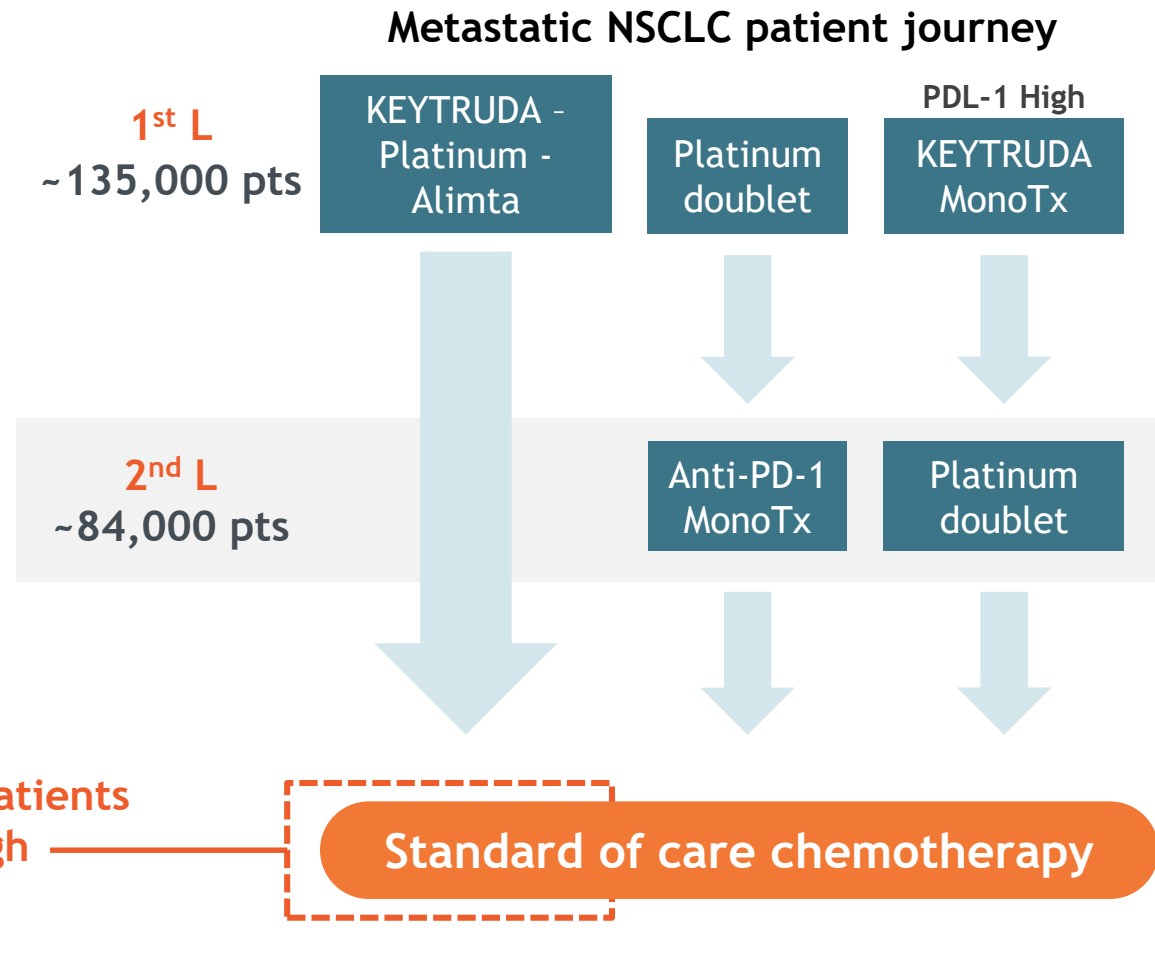 Metastatic NSCLC patient journey
1st L
~135,000 pts
KEYTRUDA –
Platinum -
Alimta
Platinum
doublet
PDL-1 High
KEYTRUDA
MonoTx
2nd L
~84,000 pts
Anti-PD-1
MonoTx
Platinum
doublet
Standard of care chemotherapy